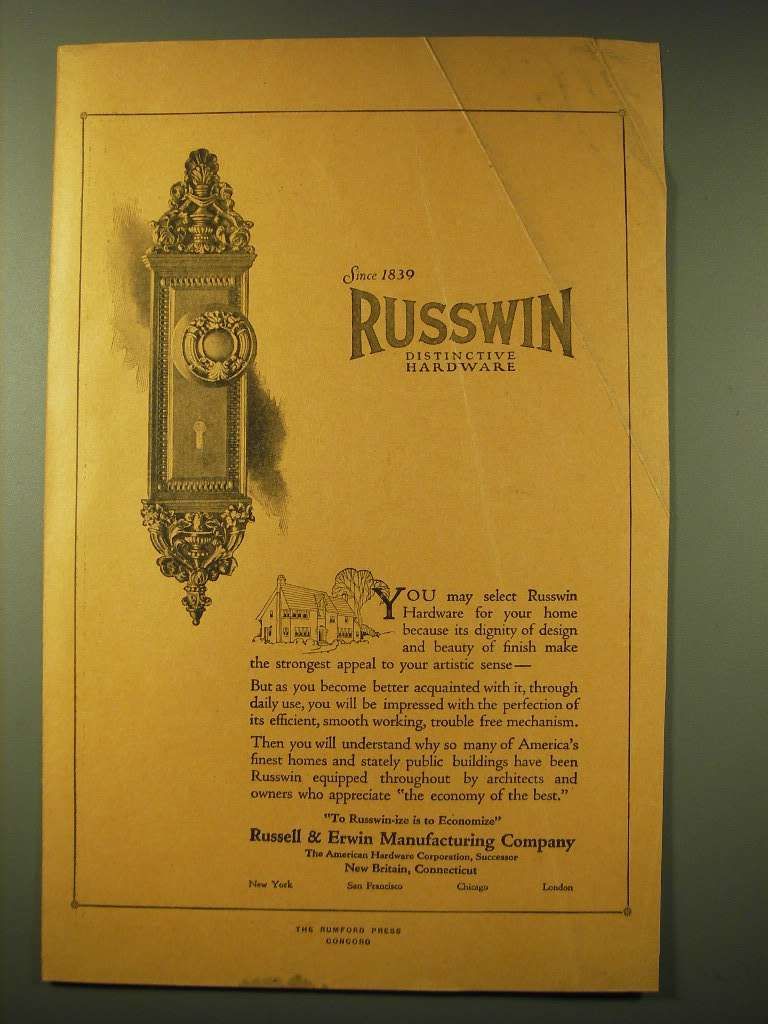 Since 1839
RUSSWIN
DISTINCTIVE
HARDWARE
YOU may select Russwin
Hardware for your home
because its dignity of design
and beauty of finish make
the strongest appeal to your artistic sense—
But as you become better acquainted with it, through
daily use, you will be impressed with the perfection of
its efficient, smooth working, trouble free mechanism.
Then you will understand why so many of America's
finest homes and stately public buildings have been
Russwin equipped throughout by architects and
owners who appreciate "the economy of the best."
"To Russwin-ize is to Economize"
Russell & Erwin Manufacturing Company
The American Hardware Corporation, Successor
New Britain, Connecticut
New York San Francisco Chicago London
THE RUMFORD PRESS
CONCORD